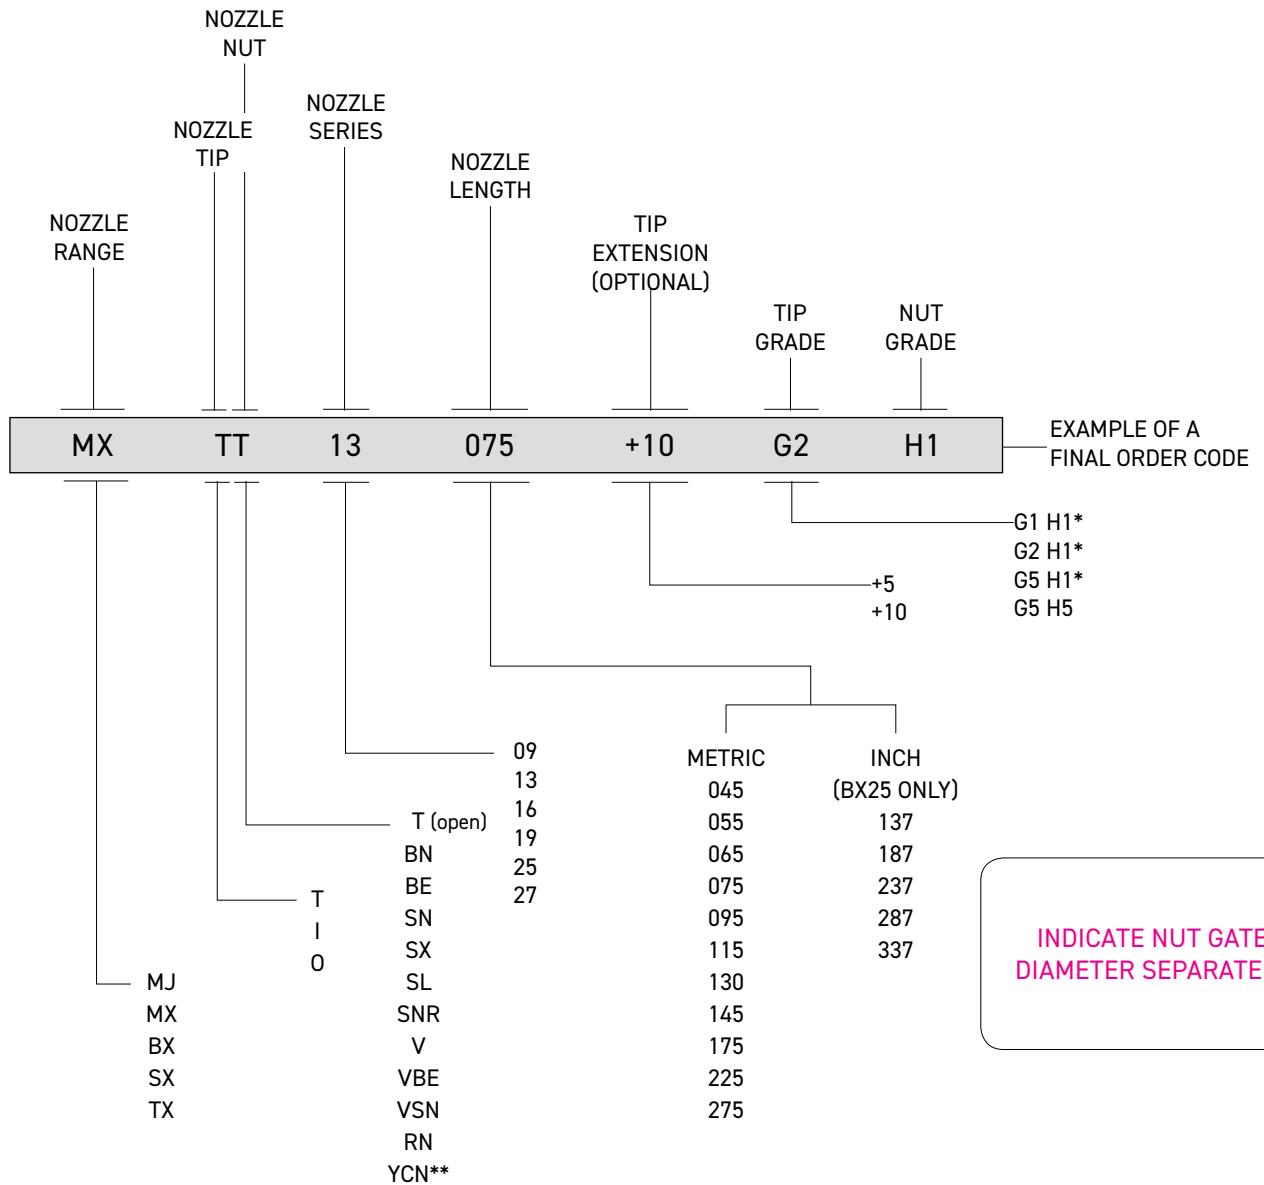 NOZZLE
NUT
NOZZLE
TIP
NOZZLE
SERIES
NOZZLE
LENGTH
NOZZLE
RANGE
TIP
EXTENSION
(OPTIONAL)
TIP
GRADE
NUT
GRADE
MX TT 13 075 +10 G2 H1
EXAMPLE OF A
FINAL ORDER CODE
G1 H1*
G2 H1*
G5 H1*
G5 H5
+5
+10
METRIC
045
055
065
075
095
115
130
145
175
225
275
INCH
(BX25 ONLY)
137
187
237
287
337
09
13
16
19
25
27
T (open)
BN
BE
SN
SX
SL
SNR
V
VBE
VSN
RN
YCN**
T
I
O
MJ
MX
BX
SX
TX
INDICATE NUT GATE
DIAMETER SEPARATE